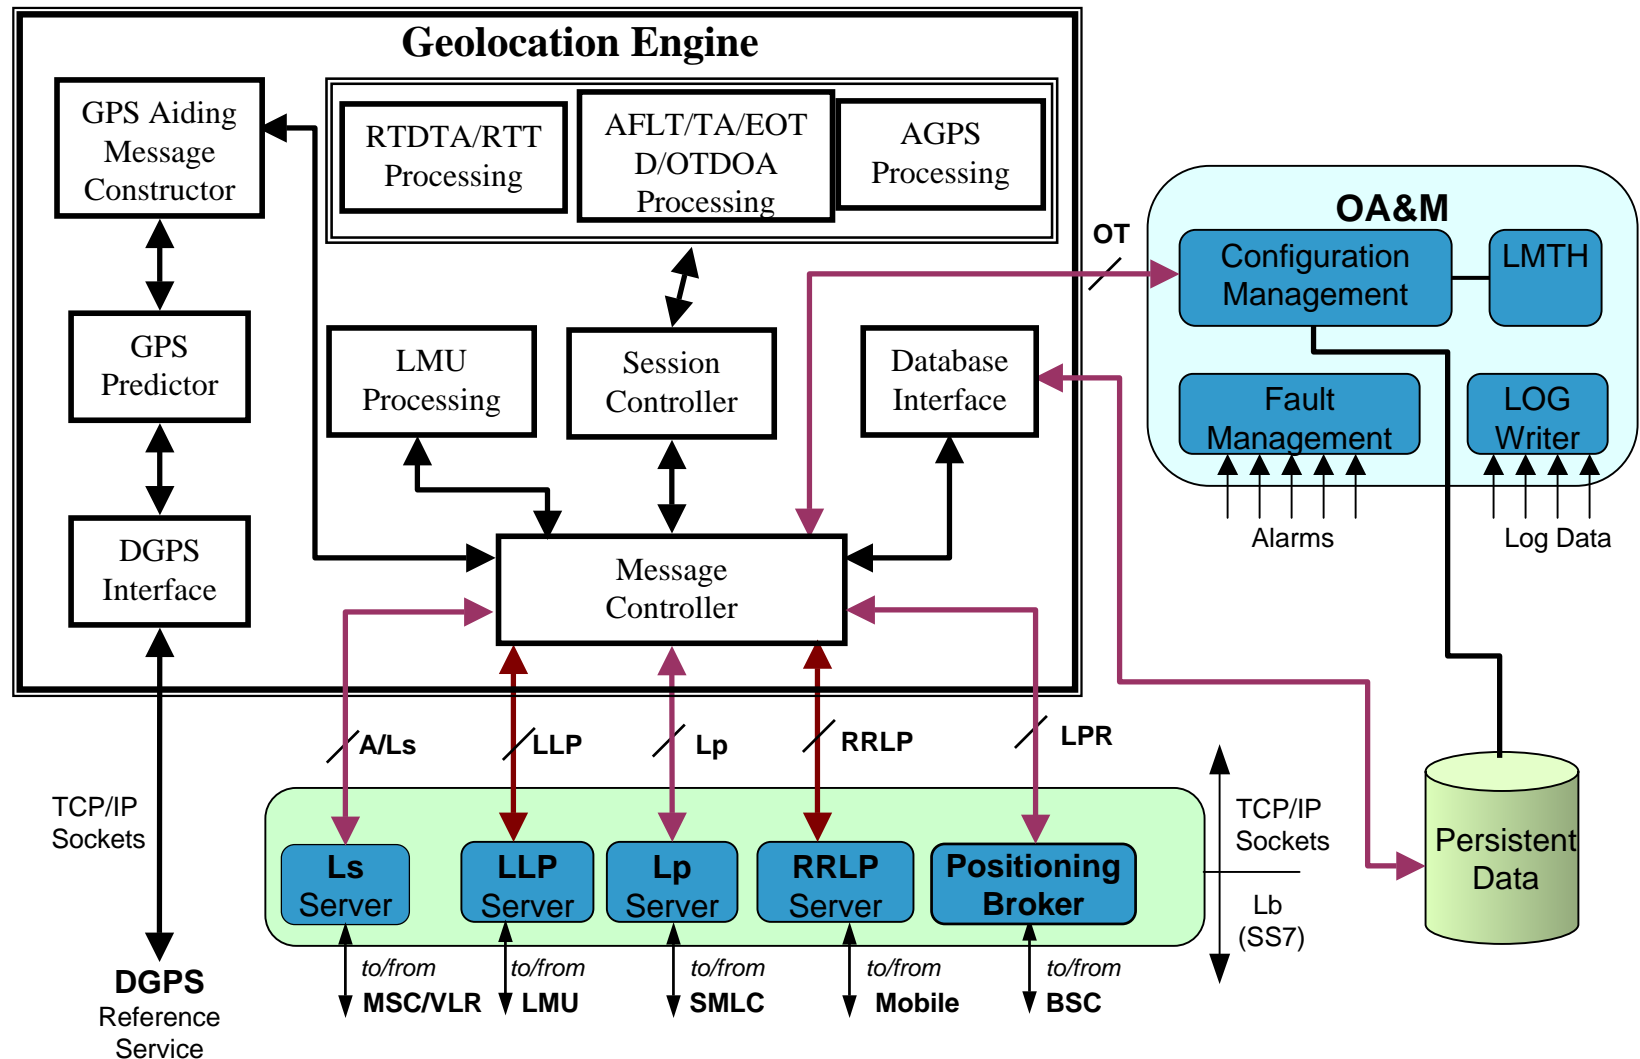 Geolocation Engine
GPS Aiding
Message
Constructor
RTDTA/RTT
Processing
AFLT/TA/EOT
D/OTDOA
Processing
AGPS
Processing
OT
OA&M
Configuration
Management
LMTH
GPS
Predictor
LMU
Processing
Session
Controller
Database
Interface
Fault
Management
LOG
Writer
Alarms
Log Data
DGPS
Interface
Message
Controller
A/Ls
LLP
Lp
RRLP
LPR
TCP/IP
Sockets
TCP/IP
Sockets
Lb
(SS7)
Persistent
Data
Ls
Server
LLP
Server
Lp
Server
RRLP
Server
Positioning
Broker
to/from
MSC/VLR
to/from
LMU
to/from
SMLC
to/from
Mobile
to/from
BSC
DGPS
Reference
Service